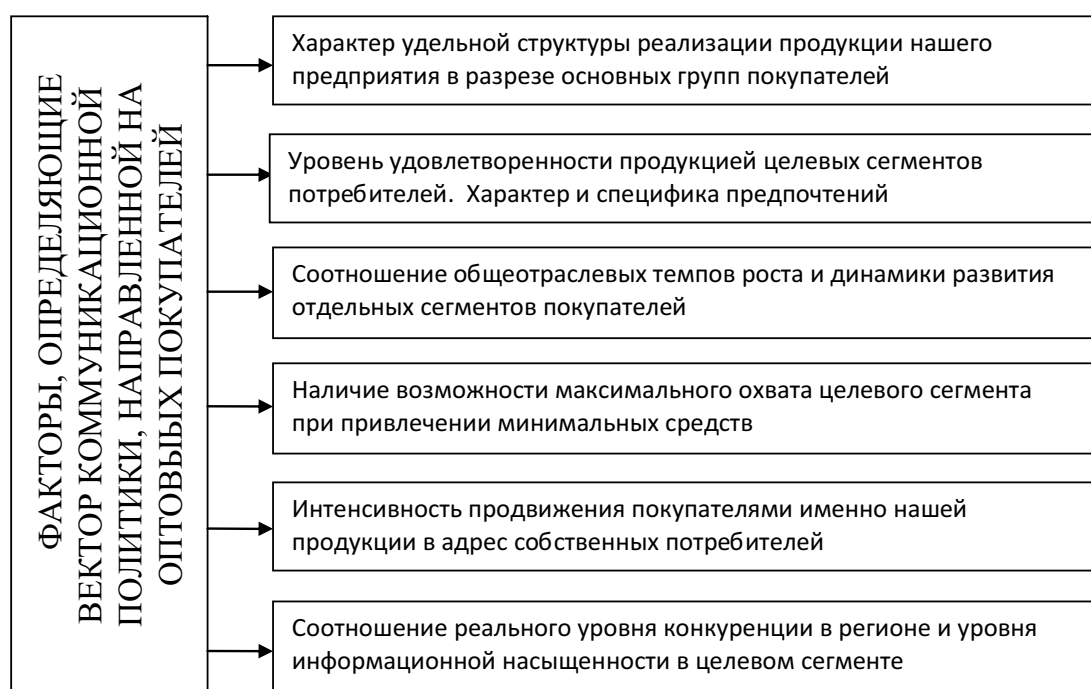 ФАКТОРЫ, ОПРЕДЕЛЯЮЩИЕ
ВЕКТОР КОММУНИКАЦИОННОЙ
ПОЛИТИКИ, НАПРАВЛЕННОЙ НА
ОПТОВЫЫХ ПОКУПАТЕЛЕЙ
Характер удельной структуры реализации продукции нашего
предприятия в разрезе основных групп покупателей
Уровень удовлетворенности продукцией целевых сегментов
потребителей. Характер и специфика предпочтений
Соотношение общеотраслевых темпов роста и динамики развития
отдельных сегментов покупателей
Наличие возможности максимального охвата целевого сегмента
при привлечении минимальных средств
Интенсивность продвижения покупателями именно нашей
продукции в адрес собственных потребителей
Соотношение реального уровня конкуренции в регионе и уровня
информационной насыщенности в целевом сегменте